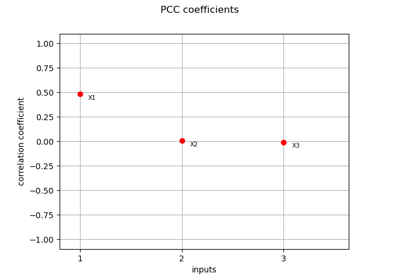 PCC coefficients
1.00
0.75
0.50
0.25
0.00
−0.25
−0.50
−0.75
−1.00
correlation coefficient
X1
X2
X3
1 2 3
inputs